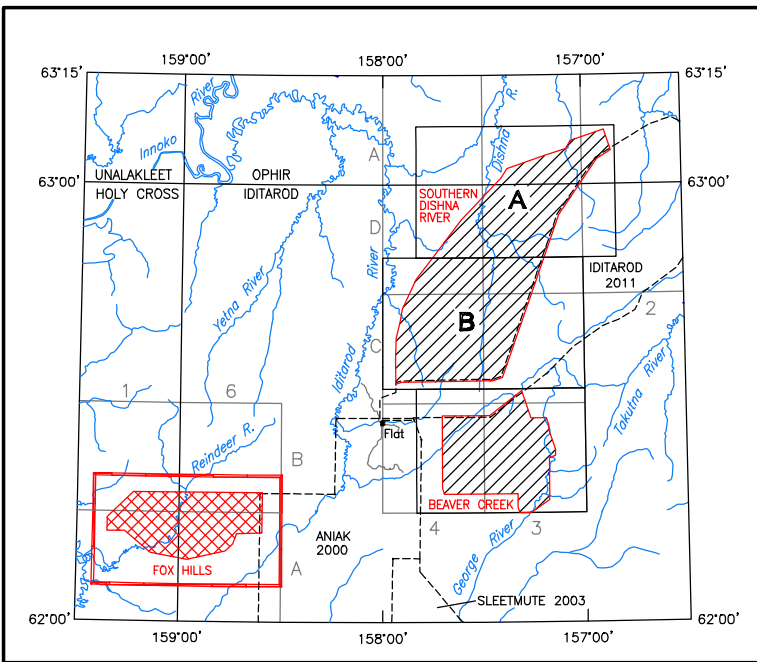 159°00'
158°00'
157°00'
63°15'
63°15'
River
R.
Dishna
Innoko
A
UNALAKLEET
OPHIR
HOLY CROSS
IDITAROD
63°00'
63°00'
SOUTHERN
DISHNA
RIVER
A
D
River
Yetna River
IDITAROD
2011
2
B
C
Iditarod
Takutna River
1
6
Flat
Reindeer R.
B
BEAVER CREEK
4
3
George River
ANIAK
2000
A
FOX HILLS
SLEETMUTE 2003
62°00'
62°00'
159°00'
158°00'
157°00'